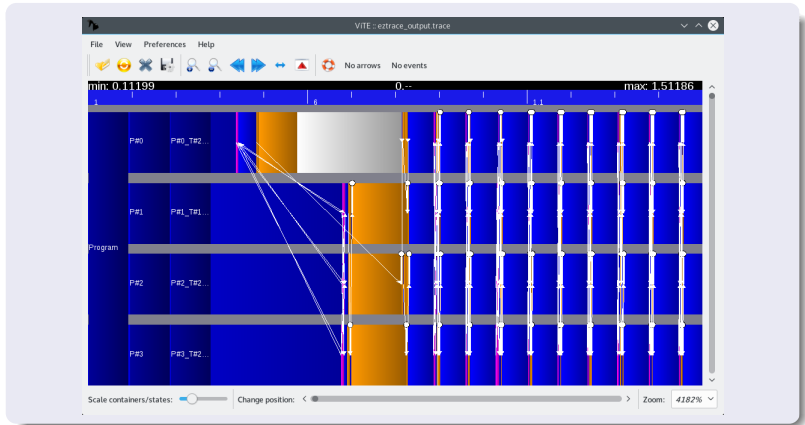 ViTE :: eztrace_output.trace
File View Preferences Help
No arrows No events
min: 0.11199 0,-- max: 1.51186
.1 .6 1.1
P#0 P#0_T#2...
P#1 P#1_T#1...
Program
P#2 P#2_T#2...
P#3 P#3_T#2...
Scale containers/states: Change position: Zoom: 4182%